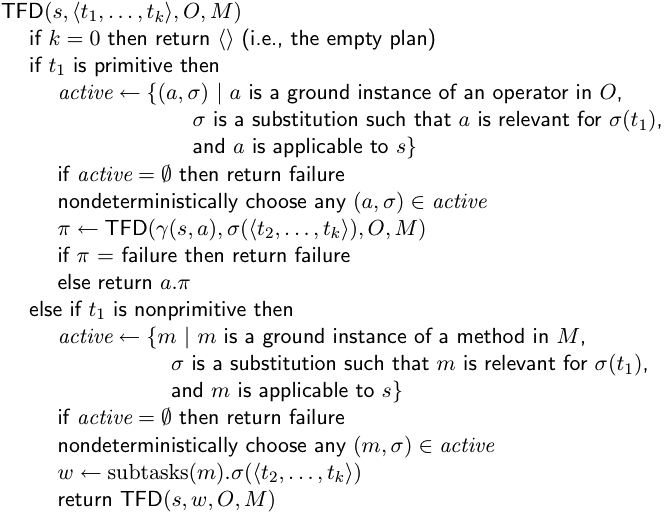 TFD(s, ⟨t₁, . . . , tₖ⟩, O, M)
if k = 0 then return ⟨⟩ (i.e., the empty plan)
if t₁ is primitive then
active ← {(a, σ) | a is a ground instance of an operator in O,
σ is a substitution such that a is relevant for σ(t₁),
and a is applicable to s}
if active = ∅ then return failure
nondeterministically choose any (a, σ) ∈ active
π ← TFD(γ(s, a), σ(⟨t₂, . . . , tₖ⟩), O, M)
if π = failure then return failure
else return a.π
else if t₁ is nonprimitive then
active ← {m | m is a ground instance of a method in M,
σ is a substitution such that m is relevant for σ(t₁),
and m is applicable to s}
if active = ∅ then return failure
nondeterministically choose any (m, σ) ∈ active
w ← subtasks(m).σ(⟨t₂, . . . , tₖ⟩)
return TFD(s, w, O, M)